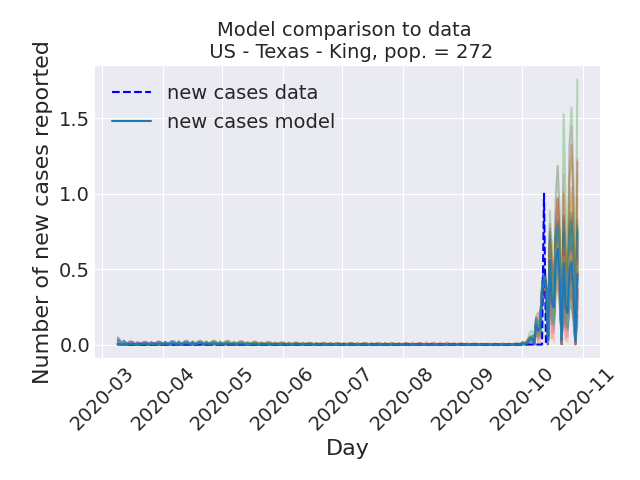 Model comparison to data
US - Texas - King, pop. = 272
Number of new cases reported
new cases data
new cases model
1.5
1.0
0.5
0.0
2020-03
2020-04
2020-05
2020-06
2020-07
2020-08
2020-09
2020-10
2020-11
Day